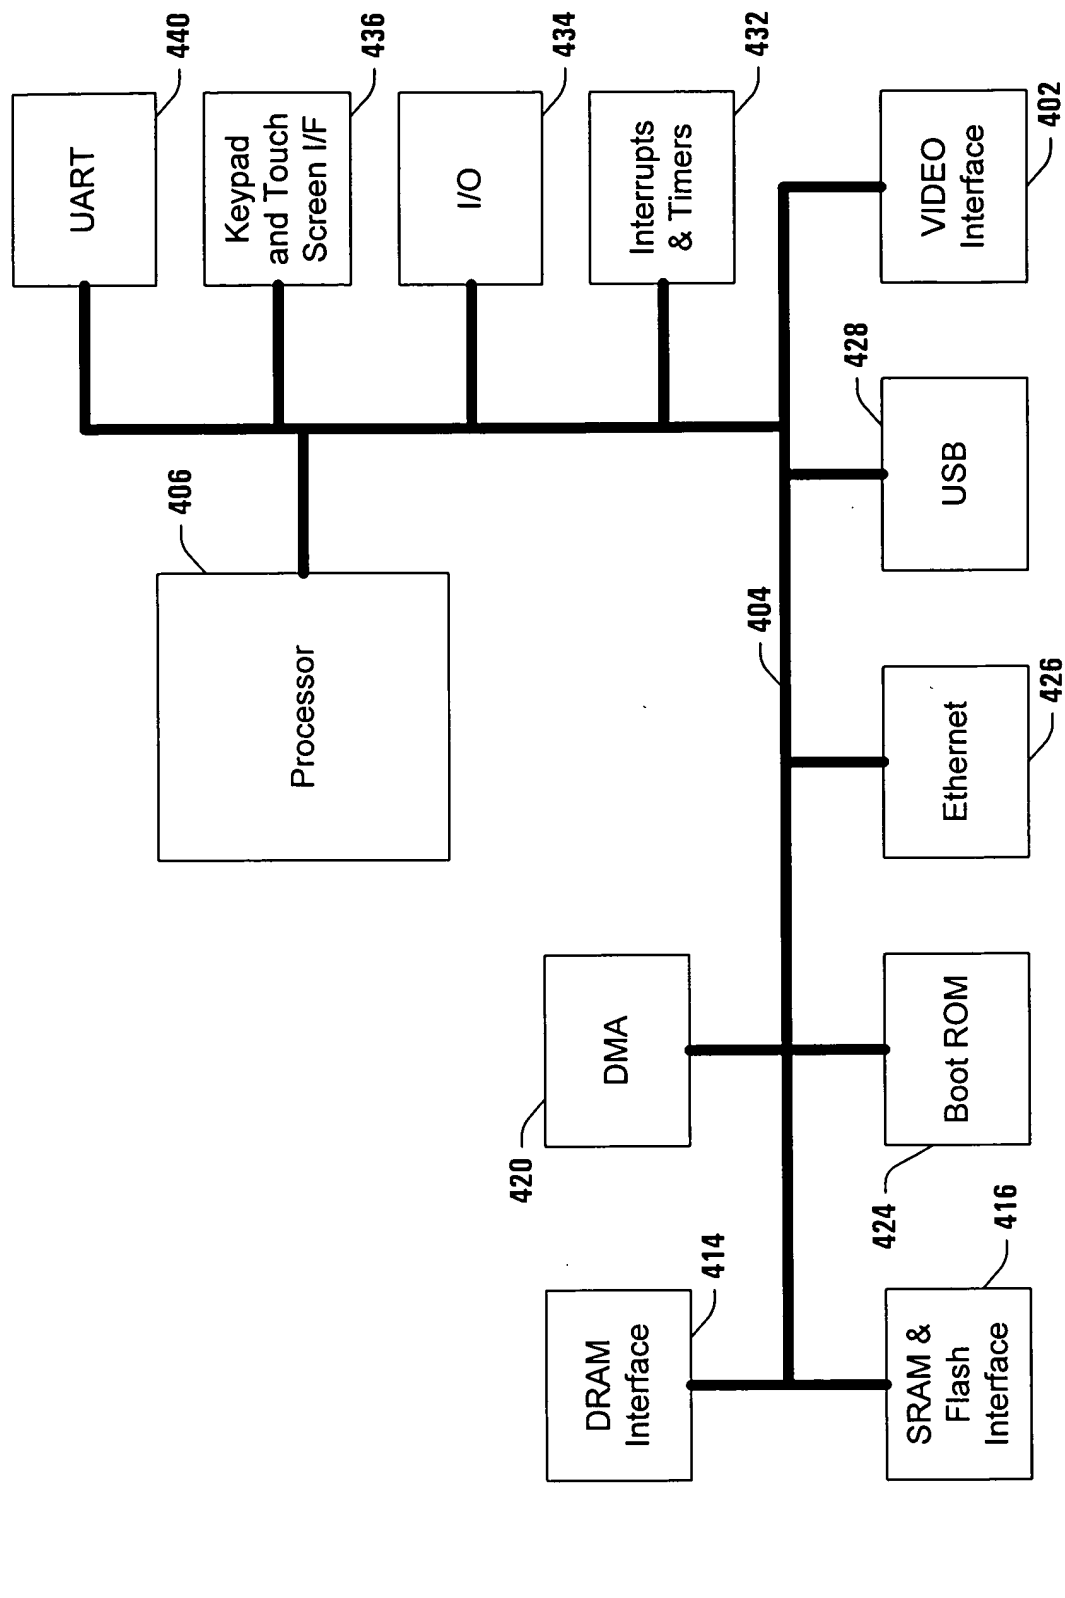 DRAM
Interface
414
SRAM &
Flash
Interface
416
DMA
420
Boot ROM
424
Processor
406
404
Ethernet
426
USB
428
UART
440
Keypad
and Touch
Screen I/F
436
I/O
434
Interrupts
& Timers
432
VIDEO
Interface
402